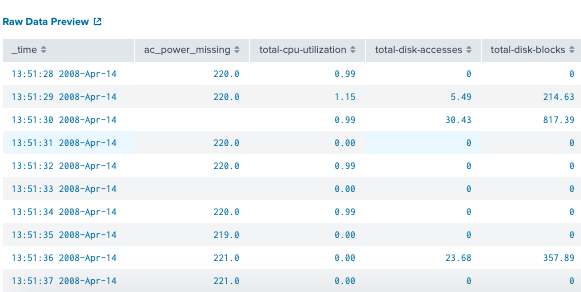 Raw Data Preview
_time ac_power_missing total-cpu-utilization total-disk-accesses total-disk-blocks
13:51:28 2008-Apr-14 220.0 0.99 0 0
13:51:29 2008-Apr-14 220.0 1.15 5.49 214.63
13:51:30 2008-Apr-14 0.99 30.43 817.39
13:51:31 2008-Apr-14 220.0 0.00 0 0
13:51:32 2008-Apr-14 220.0 0.99 0 0
13:51:33 2008-Apr-14 0.00 0 0
13:51:34 2008-Apr-14 220.0 0.99 0 0
13:51:35 2008-Apr-14 219.0 0.00 0 0
13:51:36 2008-Apr-14 221.0 0.00 23.68 357.89
13:51:37 2008-Apr-14 221.0 0.00 0 0